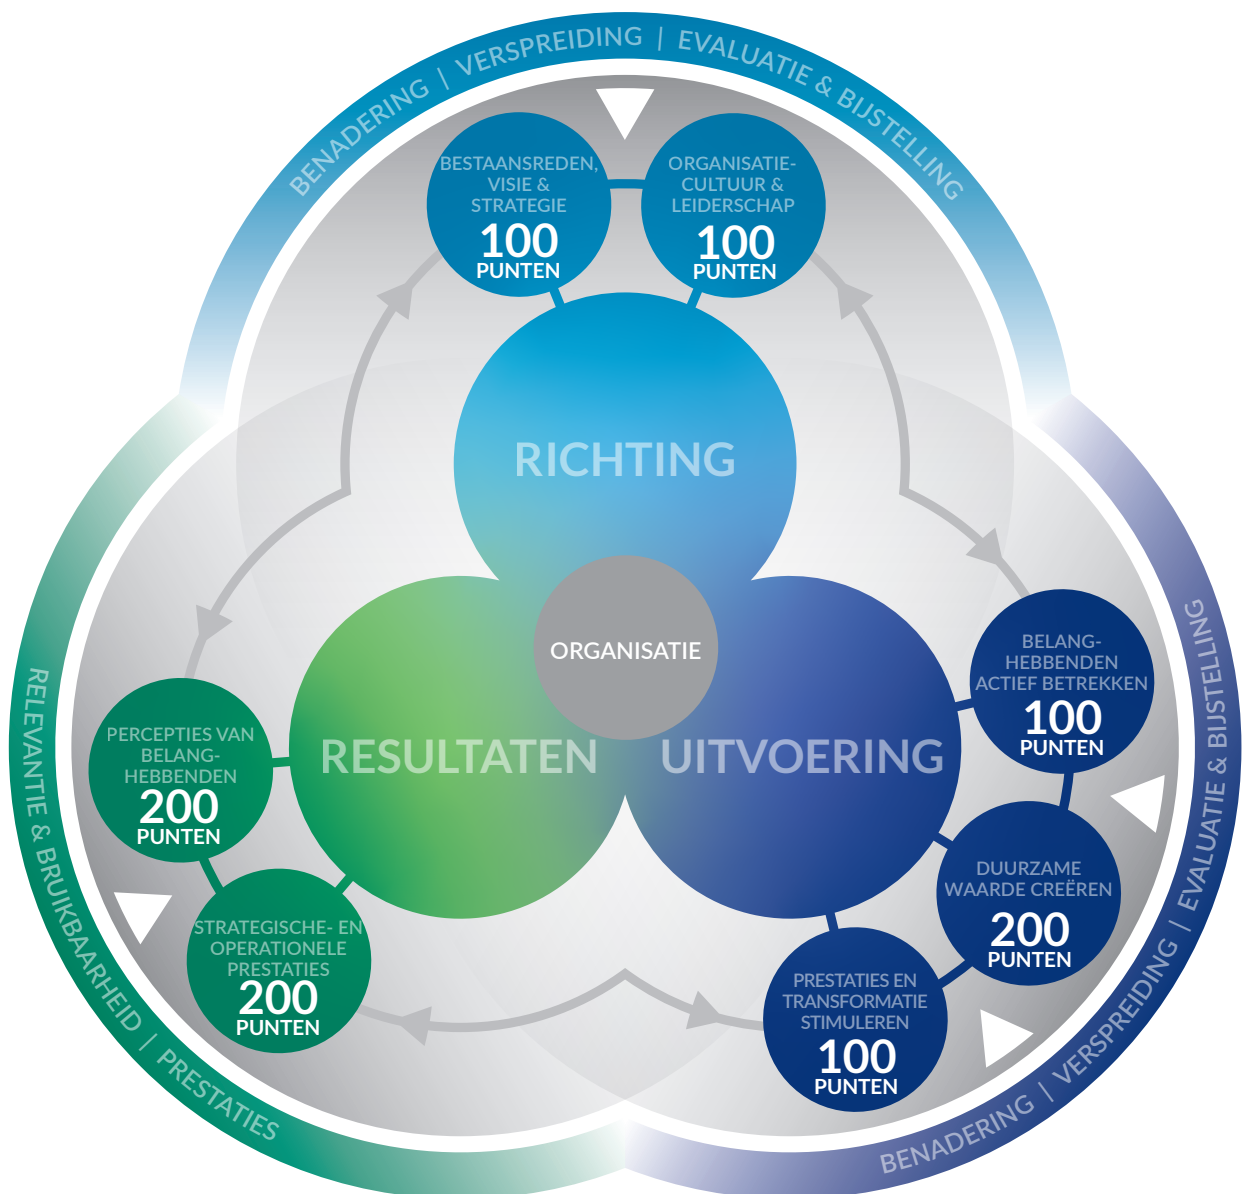 BENADERING | VERSPREIDING | EVALUATIE & BIJSTELLING
BESTAANSREDEN,
VISIE &
STRATEGIE
100
PUNTEN
ORGANISATIE-
CULTUUR &
LEIDERSCHAP
100
PUNTEN
RICHTING
ORGANISATIE
RESULTATEN
UITVOERING
BELANG-
HEBBENDEN
ACTIEF BETREKKEN
100
PUNTEN
DUURZAME
WAARDE CREËREN
200
PUNTEN
PRESTATIES EN
TRANSFORMATIE
STIMULEREN
100
PUNTEN
BENADERING | VERSPREIDING | EVALUATIE & BIJSTELLING
PERCEPTIES VAN
BELANG-
HEBBENDEN
200
PUNTEN
STRATEGISCHE- EN
OPERATIONELE
PRESTATIES
200
PUNTEN
RELEVANTIE & BRUIKBAARHEID | PRESTATIES